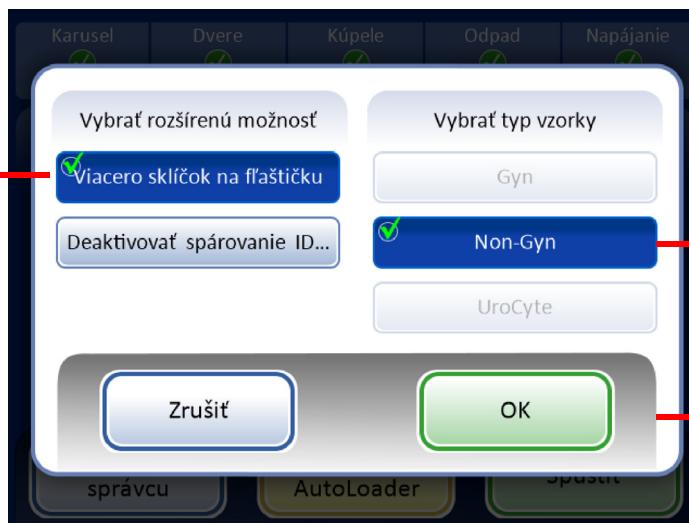 Karusel Dvere Kúpele Odpad Napájanie
Vybrať rozšírenú možnosť
Vybrať typ vzorky
Viacero sklíčok na fľaštičku
Gyn
Deaktivovať spárovanie ID...
Non-Gyn
UroCyte
Zrušiť
OK
správcu
AutoLoader
Spustiť